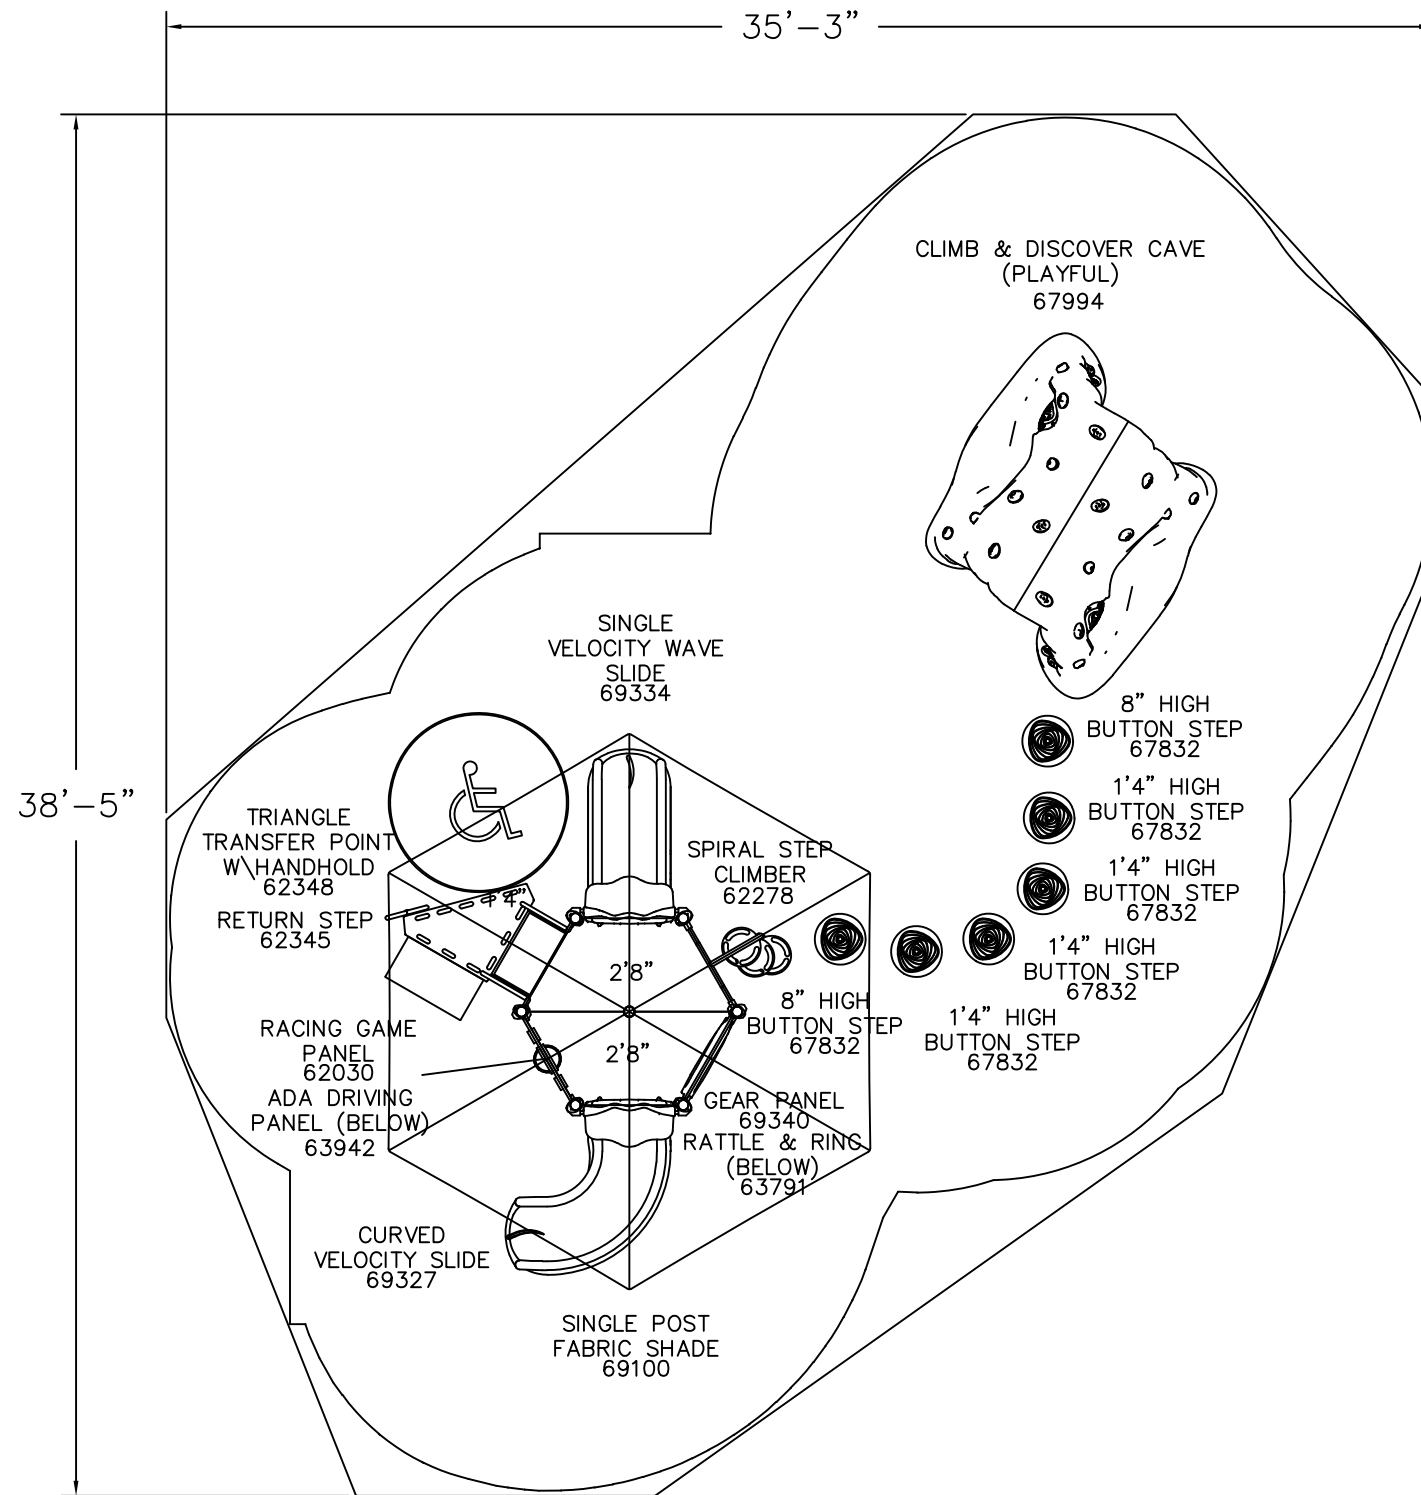 35'-3"
CLIMB & DISCOVER CAVE
(PLAYFUL)
67994
38'-5"
SINGLE
VELOCITY WAVE
SLIDE
69334
8" HIGH
BUTTON STEP
67832
1'4" HIGH
BUTTON STEP
67832
1'4" HIGH
BUTTON STEP
67832
1'4" HIGH
BUTTON STEP
67832
1'4" HIGH
BUTTON STEP
67832
8" HIGH
BUTTON STEP
67832
SPIRAL STEP
CLIMBER
62278
TRIANGLE
TRANSFER POINT
W\HANDHOLD
62348
1'4"
RETURN STEP
62345
2'8"
2'8"
RACING GAME
PANEL
62030
ADA DRIVING
PANEL (BELOW)
63942
GEAR PANEL
69340
RATTLE & RING
(BELOW)
63791
CURVED
VELOCITY SLIDE
69327
SINGLE POST
FABRIC SHADE
69100